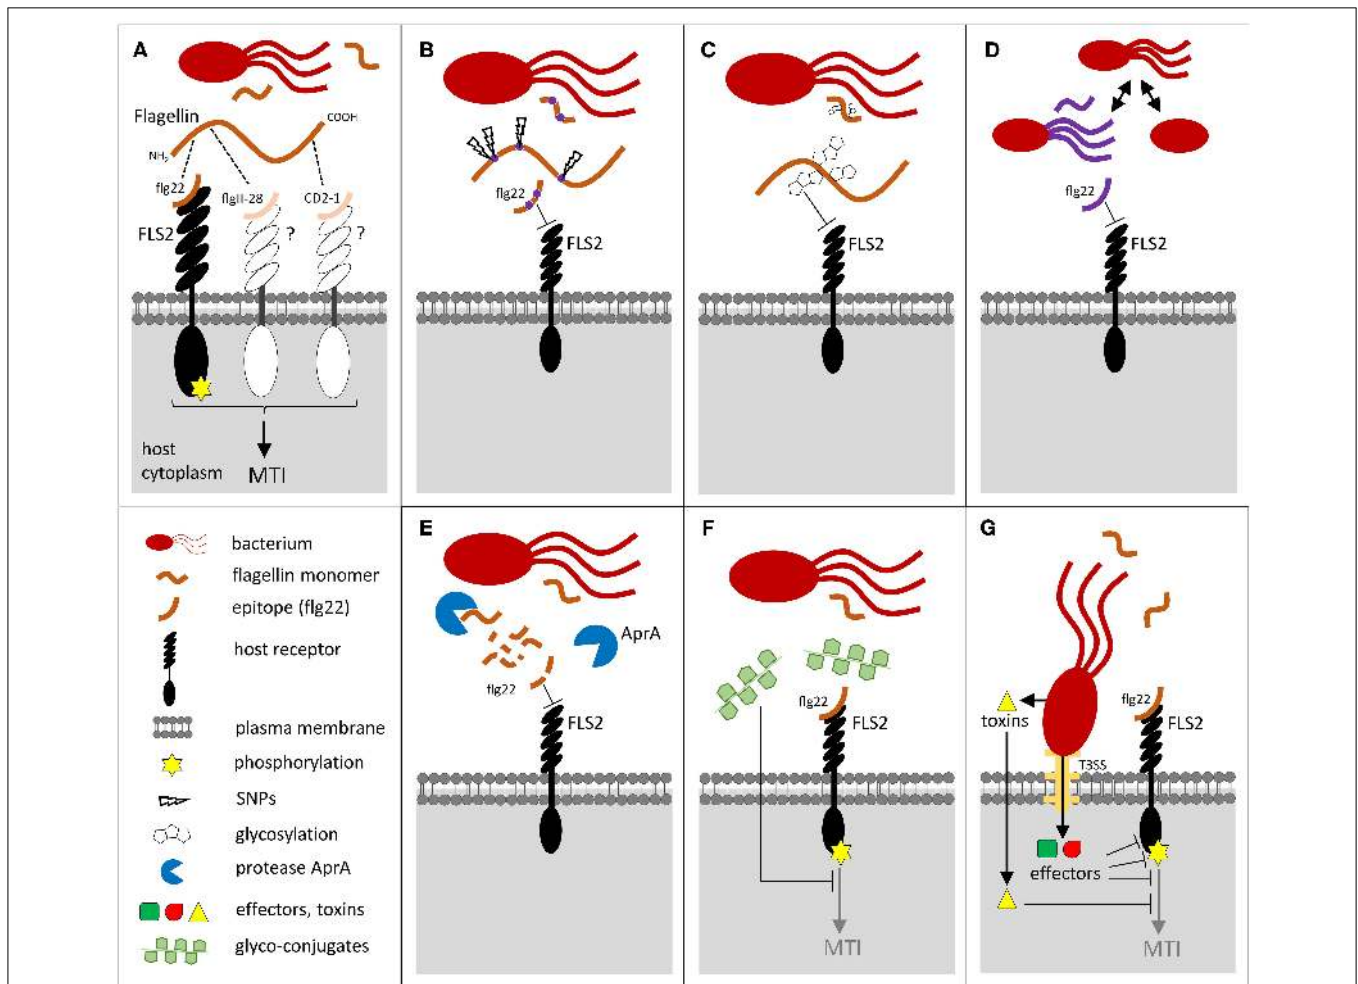 A
Flagellin
COOH
NH₂
flg22
flgII-28
CD2-1
FLS2
?
?
host
cytoplasm
MTI
B
flg22
FLS2
C
FLS2
D
flg22
FLS2
bacterium
flagellin monomer
epitope (flg22)
host receptor
plasma membrane
phosphorylation
SNPs
glycosylation
protease AprA
effectors, toxins
glyco-conjugates
E
AprA
flg22
FLS2
F
flg22
FLS2
MTI
G
flg22
toxins
FLS2
T3SS
effectors
MTI